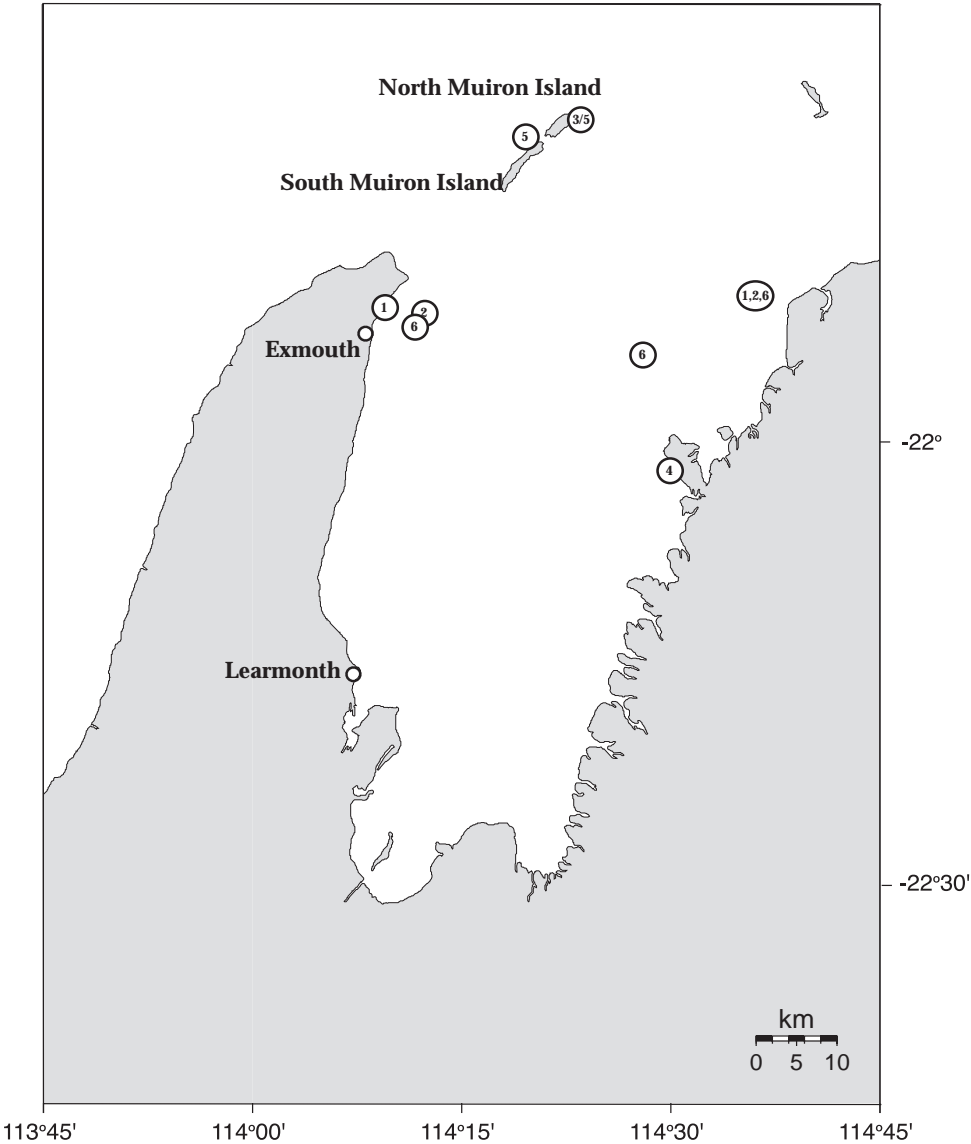 North Muiron Island
3/5
5
South Muiron Island
1,2,6
1
2
6
Exmouth
6
-22°
4
Learmonth
-22°30'
km
0 5 10
113°45' 114°00' 114°15' 114°30' 114°45'